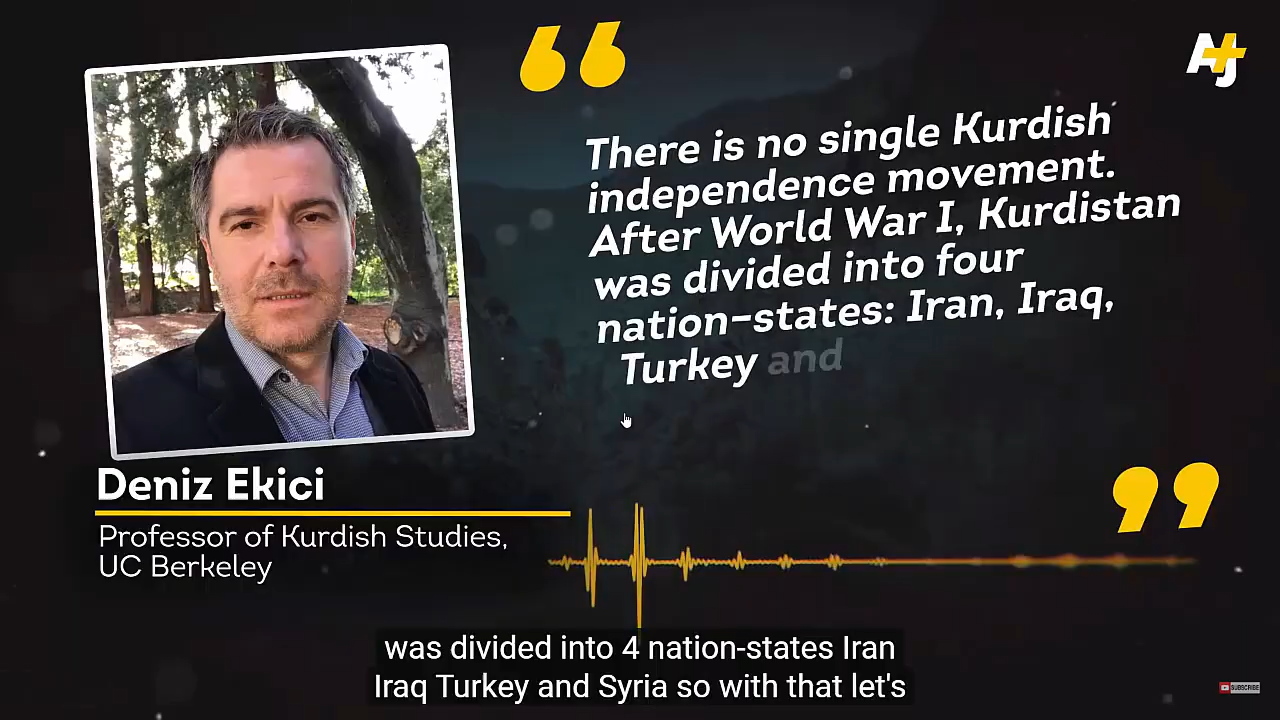 AJ+
There is no single Kurdish
independence movement.
After World War I, Kurdistan
was divided into four
nation-states: Iran, Iraq,
Turkey and
Deniz Ekici
Professor of Kurdish Studies,
UC Berkeley
was divided into 4 nation-states Iran
Iraq Turkey and Syria so with that let's
SUBSCRIBE